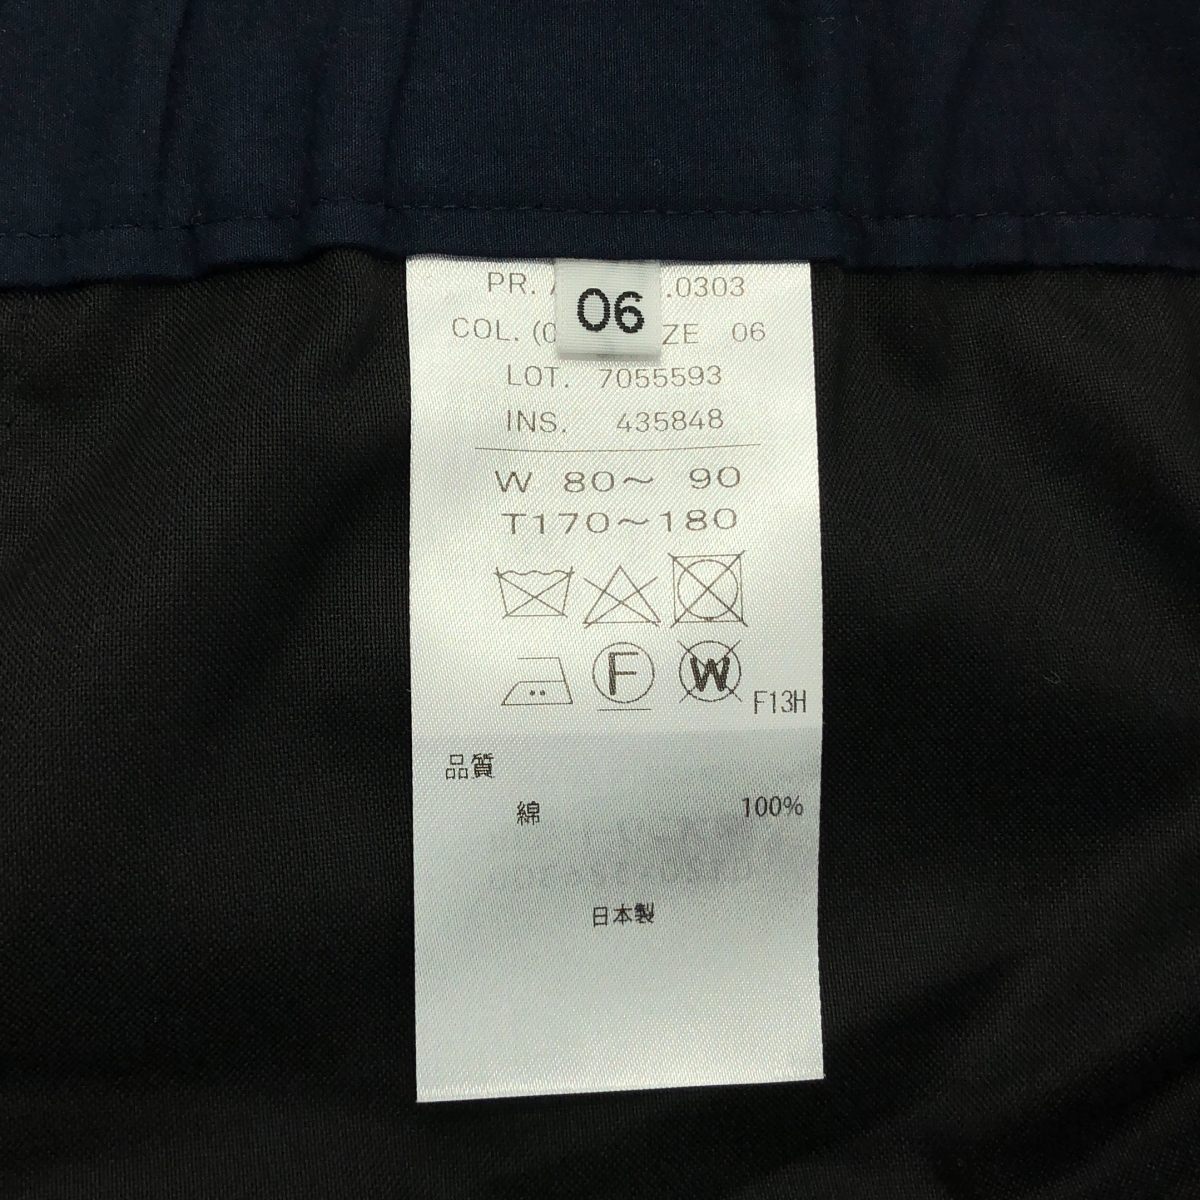 06
PR. .0303
COL. (0 ZE 06
LOT. 7055593
INS. 435848
W 80～ 90
T170～180
F
W
F13H
品質
綿 100%
日本製